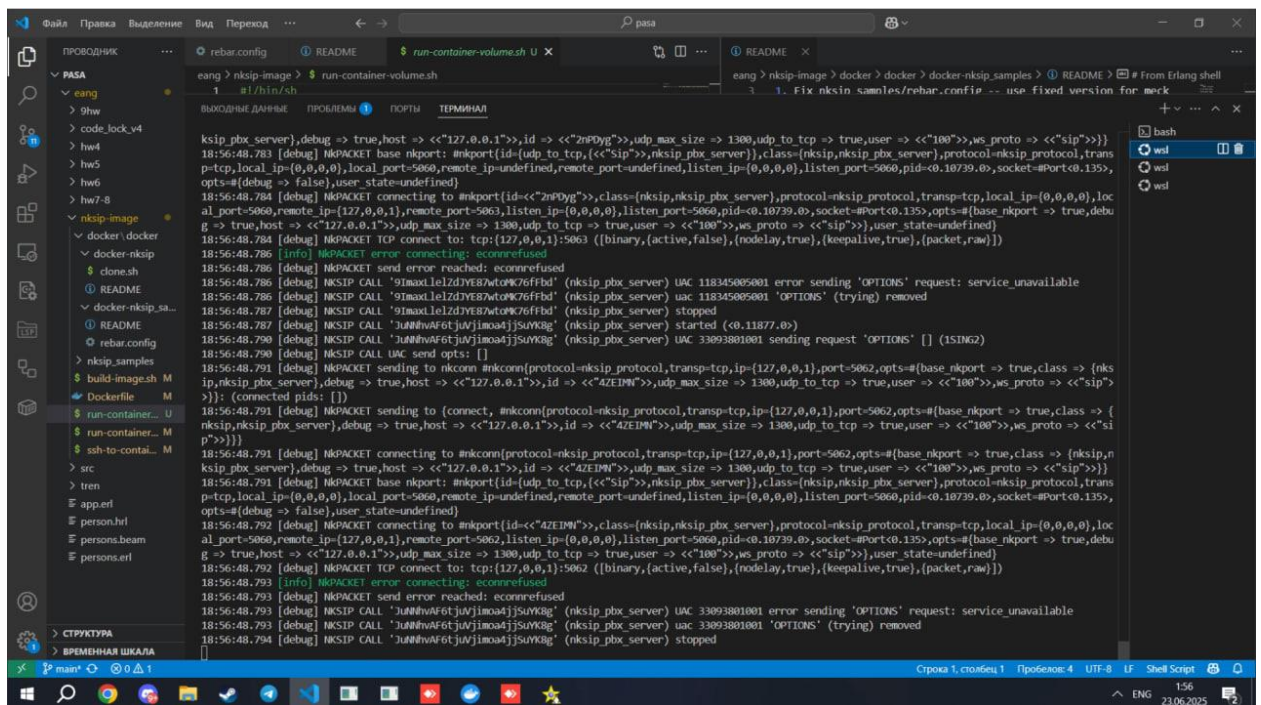 Файл Правка Выделение Вид Переход ···
pasa
ПРОВОДНИК ···
rebar.config README $ run-container-volume.sh U × ···
README × ···
PASA
eang > nksip-image > $ run-container-volume.sh
eang > nksip-image > docker > docker > docker-nksip_samples > README > # From Erlang shell
1 #!/bin/sh
3 1. Fix nksip_samples/rebar.config -- use fixed version for meck
ВЫХОДНЫЕ ДАННЫЕ ПРОБЛЕМЫ 1 ПОРТЫ ТЕРМИНАЛ
eang
9hw
code_lock_v4
hw4
hw5
hw6
hw7-8
nksip-image
docker \ docker
docker-nksip
$ clone.sh
README
docker-nksip_sa...
README
rebar.config
nksip_samples
$ build-image.sh M
Dockerfile M
$ run-container... U
$ run-container... M
$ ssh-to-contai... M
src
tren
app.erl
person.hrl
persons.beam
persons.erl
СТРУКТУРА
ВРЕМЕННАЯ ШКАЛА
ksip_pbx_server},debug => true,host => <<"127.0.0.1">>,id => <<"2nPDyg">>,udp_max_size => 1300,udp_to_tcp => true,user => <<"100">>,ws_proto => <<"sip">>}}
18:56:48.783 [debug] NkPACKET base nkport: #nkport{id={udp_to_tcp,{<<"Sip">>,nksip_pbx_server}},class={nksip,nksip_pbx_server},protocol=nksip_protocol,trans
p=tcp,local_ip={0,0,0,0},local_port=5060,remote_ip=undefined,remote_port=undefined,listen_ip={0,0,0,0},listen_port=5060,pid=<0.10739.0>,socket=#Port<0.135>,
opts=#{debug => false},user_state=undefined}
18:56:48.784 [debug] NkPACKET connecting to #nkport{id=<<"2nPDyg">>,class={nksip,nksip_pbx_server},protocol=nksip_protocol,transp=tcp,local_ip={0,0,0,0},loc
al_port=5060,remote_ip={127,0,0,1},remote_port=5063,listen_ip={0,0,0,0},listen_port=5060,pid=<0.10739.0>,socket=#Port<0.135>,opts=#{base_nkport => true,debu
g => true,host => <<"127.0.0.1">>,udp_max_size => 1300,udp_to_tcp => true,user => <<"100">>,ws_proto => <<"sip">>},user_state=undefined}
18:56:48.784 [debug] NkPACKET TCP connect to: tcp:{127,0,0,1}:5063 ([binary,{active,false},{nodelay,true},{keepalive,true},{packet,raw}])
18:56:48.786 [info] NkPACKET error connecting: econnrefused
18:56:48.786 [debug] NkPACKET send error reached: econnrefused
18:56:48.786 [debug] NKSIP CALL '9ImaxLlelZdJYE87wtoMK76fFbd' (nksip_pbx_server) UAC 118345005001 error sending 'OPTIONS' request: service_unavailable
18:56:48.786 [debug] NKSIP CALL '9ImaxLlelZdJYE87wtoMK76fFbd' (nksip_pbx_server) uac 118345005001 'OPTIONS' (trying) removed
18:56:48.787 [debug] NKSIP CALL '9ImaxLlelZdJYE87wtoMK76fFbd' (nksip_pbx_server) stopped
18:56:48.787 [debug] NKSIP CALL 'JuNNhvAF6tjuVjimoa4jjSuYK8g' (nksip_pbx_server) started (<0.11877.0>)
18:56:48.790 [debug] NKSIP CALL 'JuNNhvAF6tjuVjimoa4jjSuYK8g' (nksip_pbx_server) UAC 33093801001 sending request 'OPTIONS' [] (1SING2)
18:56:48.790 [debug] NkSIP CALL UAC send opts: []
18:56:48.791 [debug] NkPACKET sending to nkconn #nkconn{protocol=nksip_protocol,transp=tcp,ip={127,0,0,1},port=5062,opts=#{base_nkport => true,class => {nks
ip,nksip_pbx_server},debug => true,host => <<"127.0.0.1">>,id => <<"4ZEIMN">>,udp_max_size => 1300,udp_to_tcp => true,user => <<"100">>,ws_proto => <<"sip">
>}}: (connected pids: [])
18:56:48.791 [debug] NkPACKET sending to {connect, #nkconn{protocol=nksip_protocol,transp=tcp,ip={127,0,0,1},port=5062,opts=#{base_nkport => true,class => {
nksip,nksip_pbx_server},debug => true,host => <<"127.0.0.1">>,id => <<"4ZEIMN">>,udp_max_size => 1300,udp_to_tcp => true,user => <<"100">>,ws_proto => <<"si
p">>}}}
18:56:48.791 [debug] NkPACKET connecting to #nkconn{protocol=nksip_protocol,transp=tcp,ip={127,0,0,1},port=5062,opts=#{base_nkport => true,class => {nksip,n
ksip_pbx_server},debug => true,host => <<"127.0.0.1">>,id => <<"4ZEIMN">>,udp_max_size => 1300,udp_to_tcp => true,user => <<"100">>,ws_proto => <<"sip">>}}
18:56:48.791 [debug] NkPACKET base nkport: #nkport{id={udp_to_tcp,{<<"Sip">>,nksip_pbx_server}},class={nksip,nksip_pbx_server},protocol=nksip_protocol,trans
p=tcp,local_ip={0,0,0,0},local_port=5060,remote_ip=undefined,remote_port=undefined,listen_ip={0,0,0,0},listen_port=5060,pid=<0.10739.0>,socket=#Port<0.135>,
opts=#{debug => false},user_state=undefined}
18:56:48.792 [debug] NkPACKET connecting to #nkport{id=<<"4ZEIMN">>,class={nksip,nksip_pbx_server},protocol=nksip_protocol,transp=tcp,local_ip={0,0,0,0},loc
al_port=5060,remote_ip={127,0,0,1},remote_port=5062,listen_ip={0,0,0,0},listen_port=5060,pid=<0.10739.0>,socket=#Port<0.135>,opts=#{base_nkport => true,debu
g => true,host => <<"127.0.0.1">>,udp_max_size => 1300,udp_to_tcp => true,user => <<"100">>,ws_proto => <<"sip">>},user_state=undefined}
18:56:48.792 [debug] NkPACKET TCP connect to: tcp:{127,0,0,1}:5062 ([binary,{active,false},{nodelay,true},{keepalive,true},{packet,raw}])
18:56:48.793 [info] NkPACKET error connecting: econnrefused
18:56:48.793 [debug] NkPACKET send error reached: econnrefused
18:56:48.793 [debug] NKSIP CALL 'JuNNhvAF6tjuVjimoa4jjSuYK8g' (nksip_pbx_server) UAC 33093801001 error sending 'OPTIONS' request: service_unavailable
18:56:48.793 [debug] NKSIP CALL 'JuNNhvAF6tjuVjimoa4jjSuYK8g' (nksip_pbx_server) uac 33093801001 'OPTIONS' (trying) removed
18:56:48.794 [debug] NKSIP CALL 'JuNNhvAF6tjuVjimoa4jjSuYK8g' (nksip_pbx_server) stopped
bash
wsl
wsl
wsl
main* 0 1
Строка 1, столбец 1 Пробелов: 4 UTF-8 LF Shell Script
ENG
1:56
23.06.2025